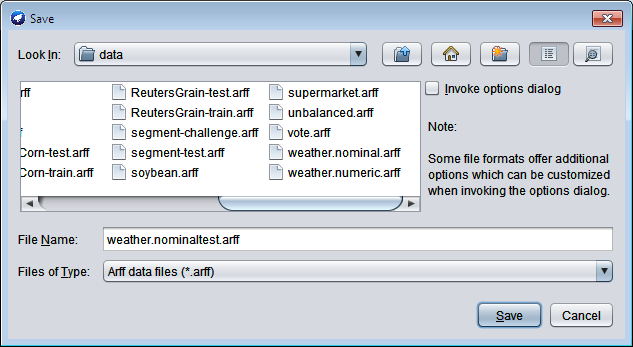 Save
Look In: data
rff ReutersGrain-test.arff supermarket.arff
ReutersGrain-train.arff unbalanced.arff
segment-challenge.arff vote.arff
Corn-test.arff segment-test.arff weather.nominal.arff
Corn-train.arff soybean.arff weather.numeric.arff
Invoke options dialog
Note:
Some file formats offer additional
options which can be customized
when invoking the options dialog.
File Name: weather.nominaltest.arff
Files of Type: Arff data files (*.arff)
Save Cancel